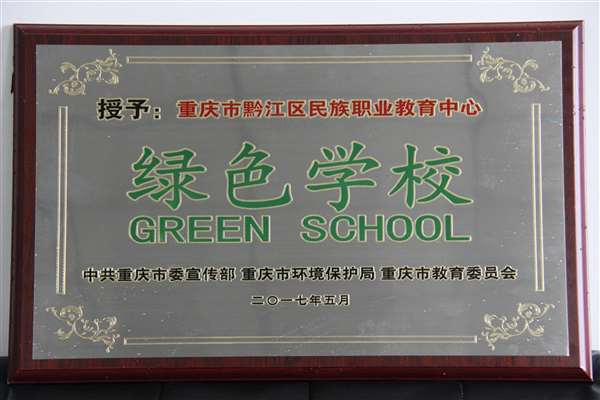 授予：重庆市黔江区民族职业教育中心
绿色学校
GREEN SCHOOL
中共重庆市委宣传部 重庆市环境保护局 重庆市教育委员会
二〇一七年五月